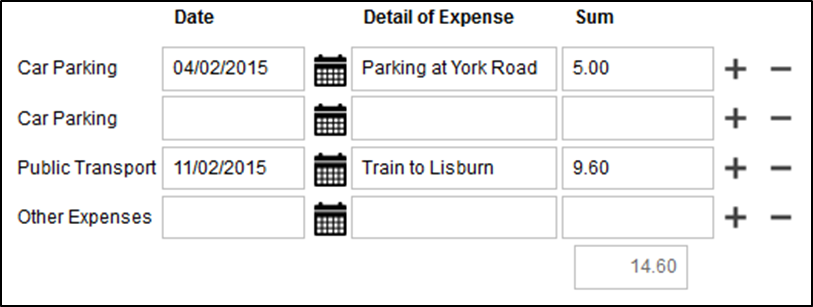 Date Detail of Expense Sum
Car Parking 04/02/2015 Parking at York Road 5.00
Car Parking
Public Transport 11/02/2015 Train to Lisburn 9.60
Other Expenses
14.60